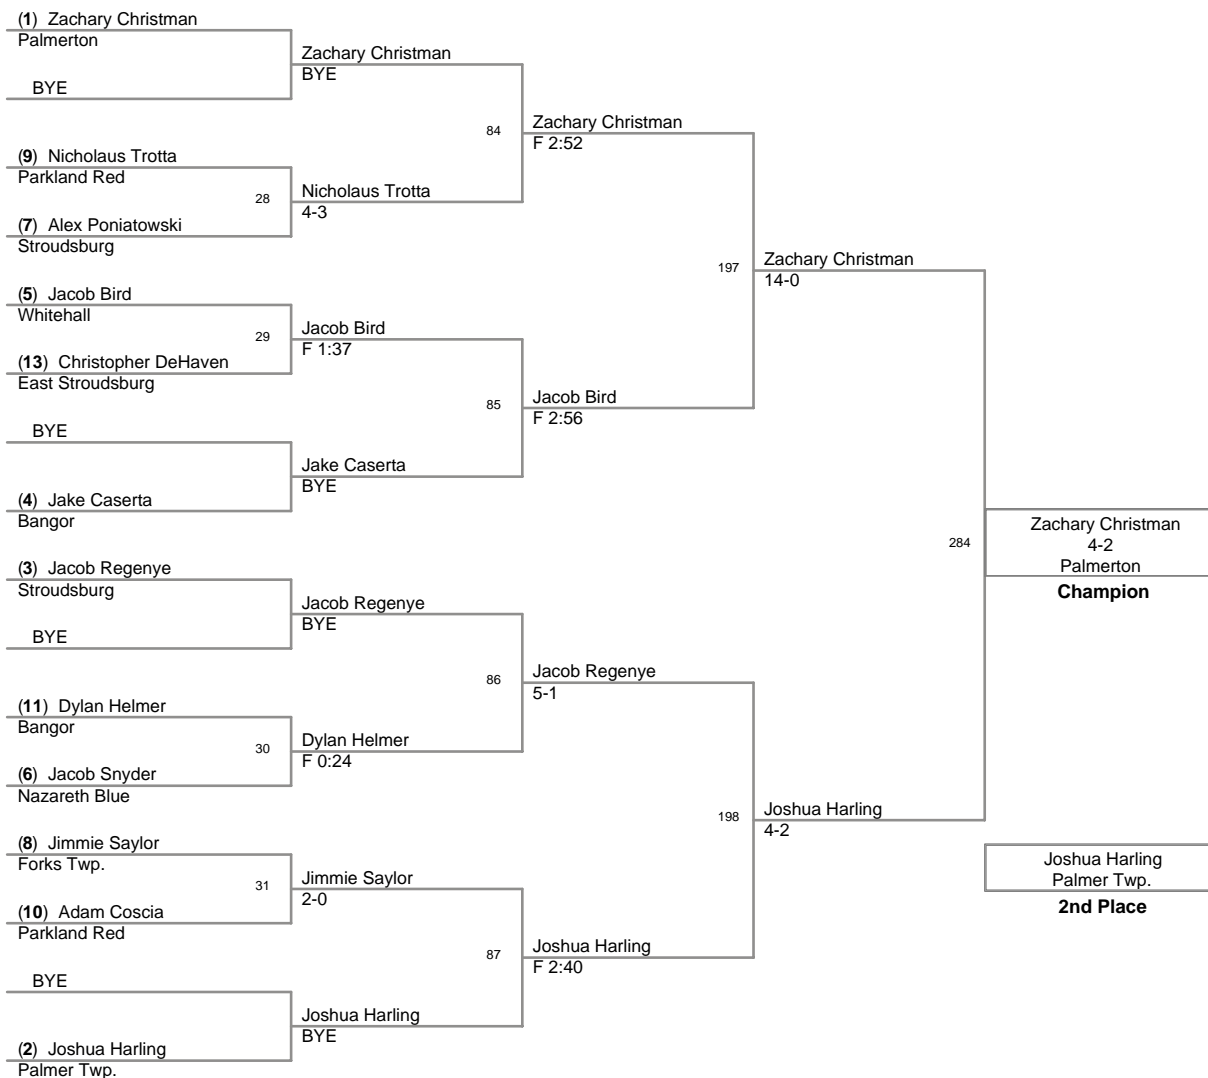 (1) Zachary Christman
Palmerton
BYE
(9) Nicholaus Trotta
Parkland Red
28
(7) Alex Poniatowski
Stroudsburg
(5) Jacob Bird
Whitehall
29
(13) Christopher DeHaven
East Stroudsburg
BYE
(4) Jake Caserta
Bangor
(3) Jacob Regenye
Stroudsburg
BYE
(11) Dylan Helmer
Bangor
30
(6) Jacob Snyder
Nazareth Blue
(8) Jimmie Saylor
Forks Twp.
31
(10) Adam Coscia
Parkland Red
BYE
(2) Joshua Harling
Palmer Twp.
Zachary Christman
BYE
84
Nicholaus Trotta
4-3
Jacob Bird
F 1:37
85
Jake Caserta
BYE
Jacob Regenye
BYE
86
Dylan Helmer
F 0:24
Jimmie Saylor
2-0
87
Joshua Harling
BYE
Zachary Christman
F 2:52
197
Jacob Bird
F 2:56
Jacob Regenye
5-1
198
Joshua Harling
F 2:40
Zachary Christman
14-0
284
Joshua Harling
4-2
Zachary Christman
4-2
Palmerton
Champion
Joshua Harling
Palmer Twp.
2nd Place